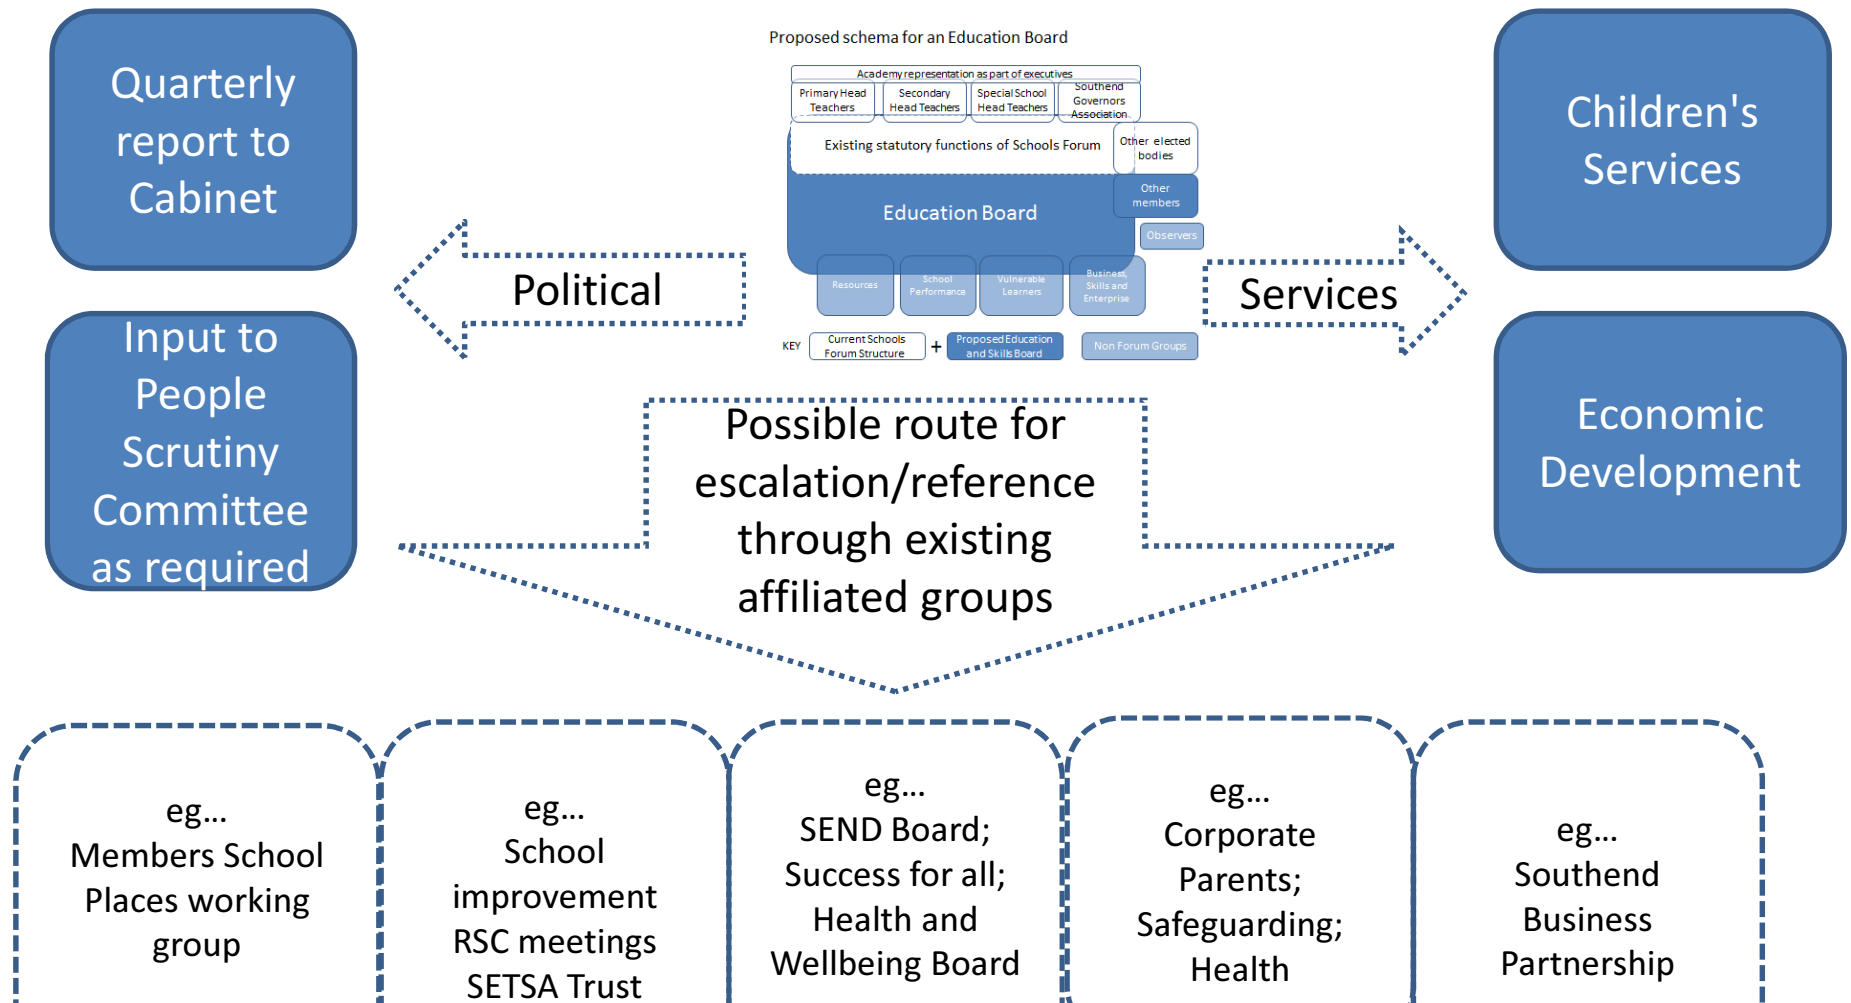 Quarterly
report to
Cabinet
Input to
People
Scrutiny
Committee
as required
Political
Proposed schema for an Education Board
Academy representation as part of executives
Primary Head
Teachers
Secondary
Head Teachers
Special School
Head Teachers
Southend
Governors
Association
Existing statutory functions of Schools Forum
Other elected
bodies
Other
members
Education Board
Observers
Resources
School
Performance
Vulnerable
Learners
Business,
Skills and
Enterprise
KEY
Current Schools
Forum Structure
+
Proposed Education
and Skills Board
Non Forum Groups
Services
Children's
Services
Economic
Development
Possible route for
escalation/reference
through existing
affiliated groups
eg...
Members School
Places working
group
eg...
School
improvement
RSC meetings
SETSA Trust
eg...
SEND Board;
Success for all;
Health and
Wellbeing Board
eg...
Corporate
Parents;
Safeguarding;
Health
eg...
Southend
Business
Partnership